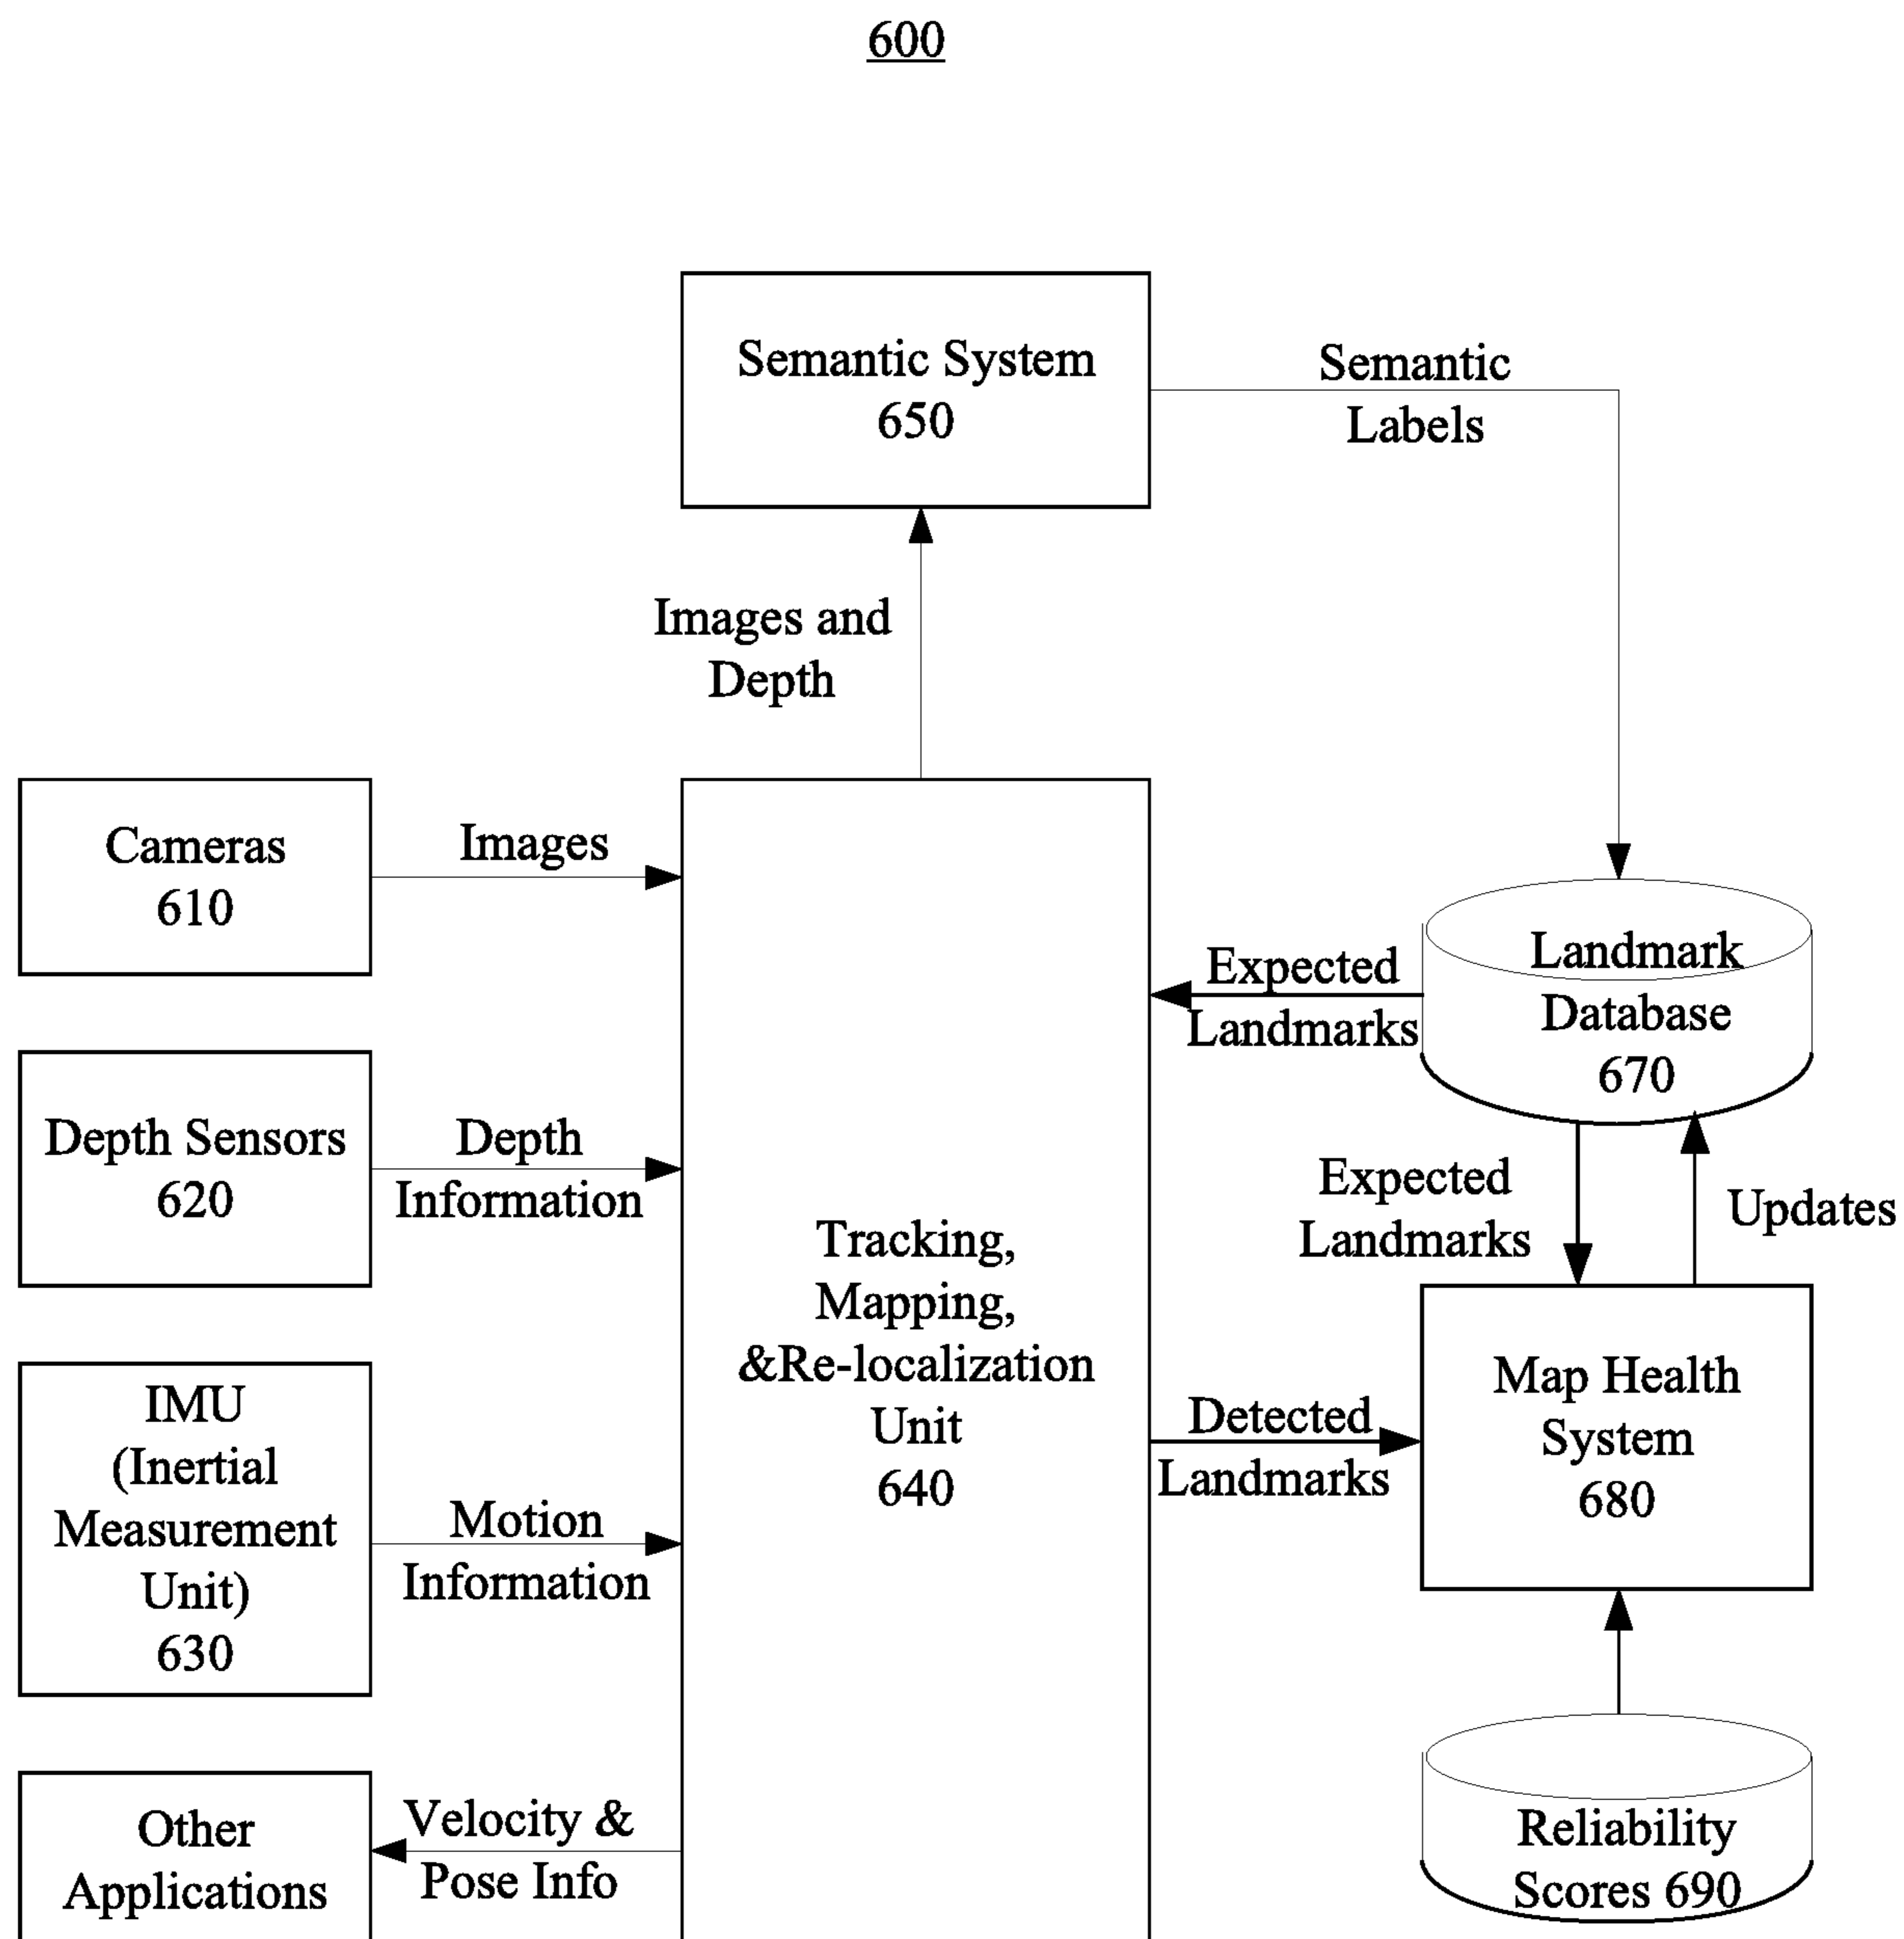 600
Semantic System
650
Semantic
Labels
Images and
Depth
Cameras
610
Images
Landmark
Database
670
Expected
Landmarks
Depth Sensors
620
Depth
Information
Expected
Landmarks
Updates
Tracking,
Mapping,
&Re-localization
Unit
640
IMU
(Inertial
Measurement
Unit)
630
Motion
Information
Detected
Landmarks
Map Health
System
680
Other
Applications
Velocity &
Pose Info
Reliability
Scores 690